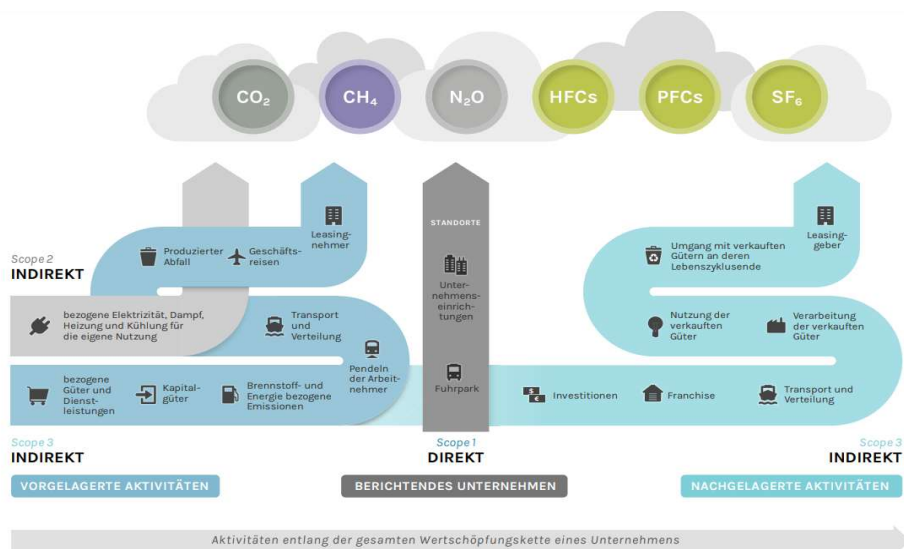 CO₂
CH₄
N₂O
HFCs
PFCs
SF₆
STANDORTE
Leasing-
nehmer
Produzierter
Abfall
Geschäfts-
reisen
Leasing-
geber
Umgang mit verkauften
Gütern an deren
Lebenszyklusende
Scope 2
INDIREKT
Unter-
nehmens-
einrich-
tungen
bezogene Elektrizität, Dampf,
Heizung und Kühlung für
die eigene Nutzung
Transport
und
Verteilung
Nutzung der
verkauften
Güter
Verarbeitung
der verkauften
Güter
Pendeln
der Arbeit-
nehmer
bezogene
Güter und
Dienst-
leistungen
Kapital-
güter
Brennstoff- und
Energie bezogene
Emissionen
Fuhrpark
Investitionen
Franchise
Transport und
Verteilung
Scope 3
INDIREKT
Scope 1
DIREKT
Scope 3
INDIREKT
VORGELAGERTE AKTIVITÄTEN
BERICHTENDES UNTERNEHMEN
NACHGELAGERTE AKTIVITÄTEN
Aktivitäten entlang der gesamten Wertschöpfungskette eines Unternehmens